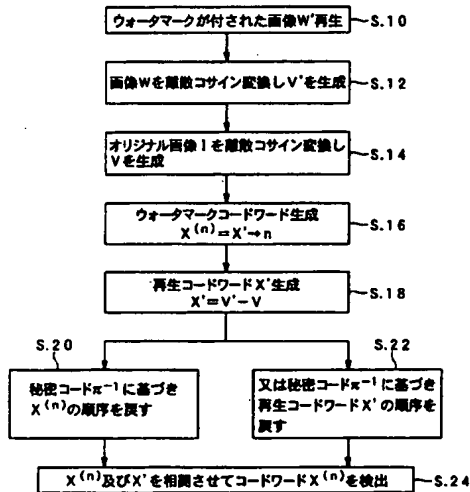 ウォータマークが付された画像W'再生
S.10
画像Wを離散コサイン変換しV'を生成
S.12
オリジナル画像Iを離散コサイン変換し
Vを生成
S.14
ウォータマークコードワード生成
X(n)=X'→n
S.16
再生コードワードX'生成
X'=V'-V
S.18
S.20
秘密コードπ-1に基づき
X(n)の順序を戻す
S.22
又は秘密コードπ-1に基づき
再生コードワードX'の順序を
戻す
X(n)及びX'を相関させてコードワードX(n)を検出
S.24